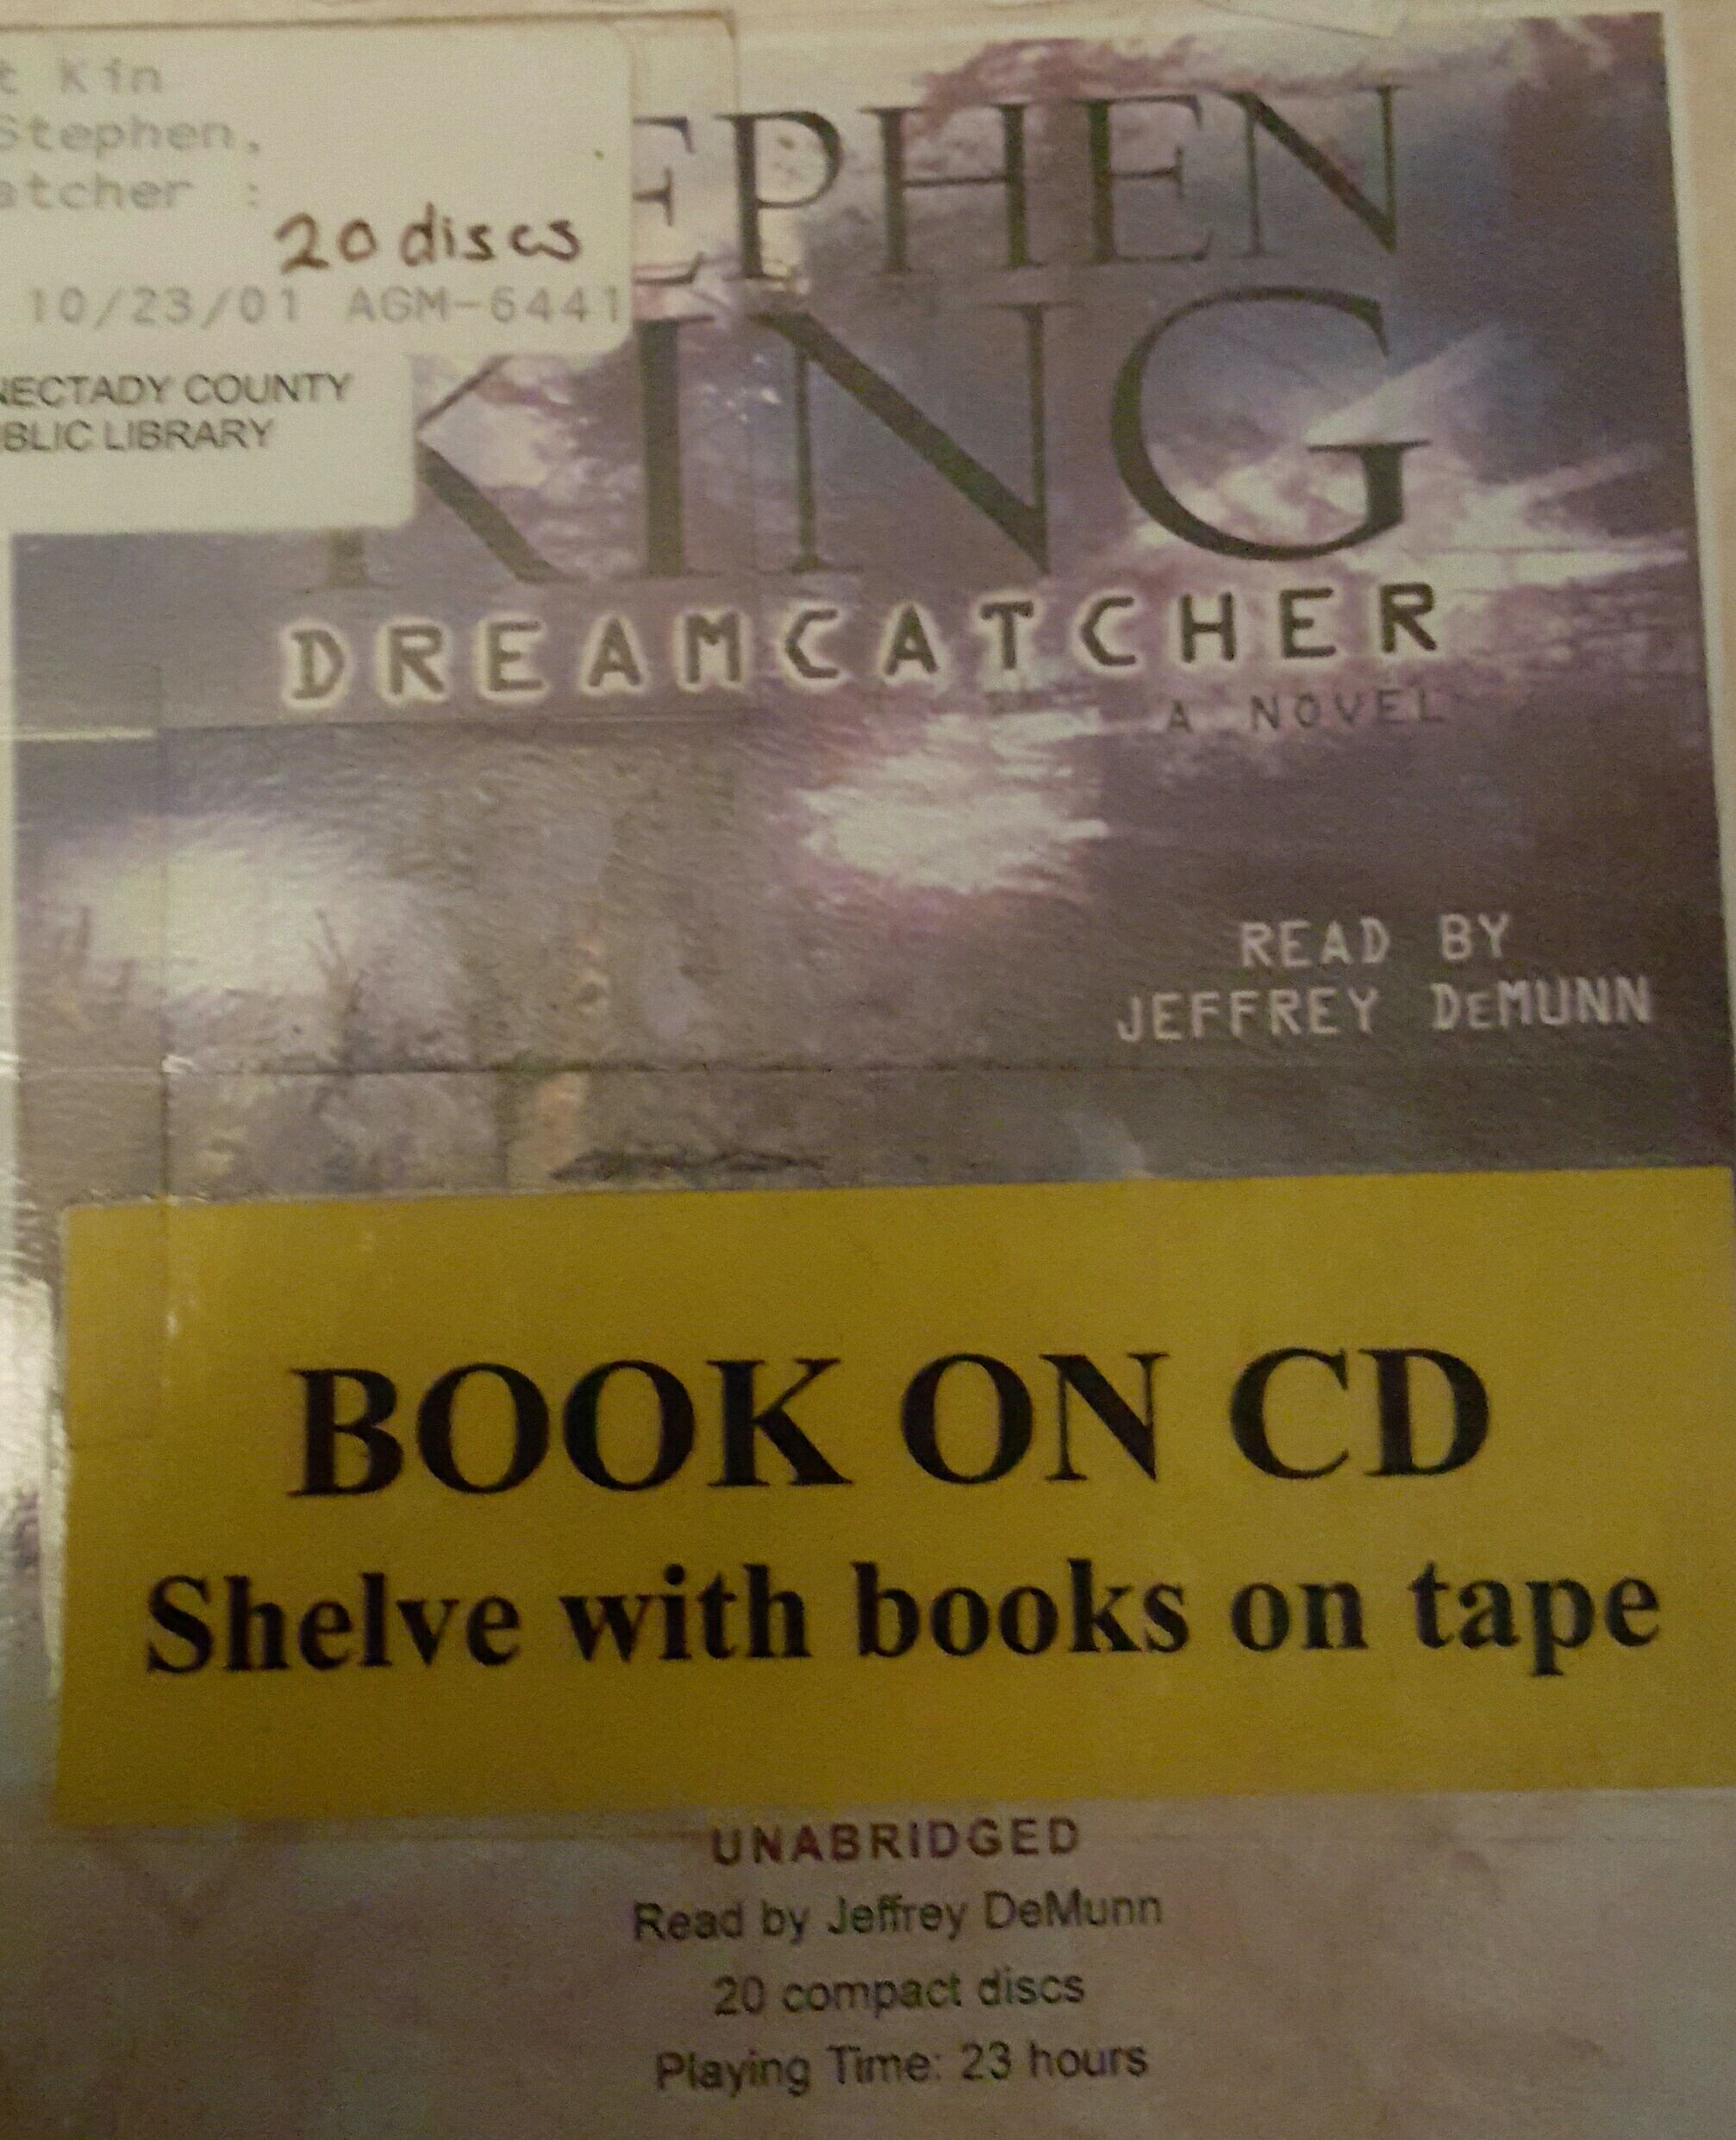 t Kin
Stephen,
atcher :
20 discs
10/23/01 AGM-6441
NECTADY COUNTY
BLIC LIBRARY
EPHEN
KING
DREAMCATCHER
A NOVEL
READ BY
JEFFREY DeMUNN
BOOK ON CD
Shelve with books on tape
UNABRIDGED
Read by Jeffrey DeMunn
20 compact discs
Playing Time: 23 hours